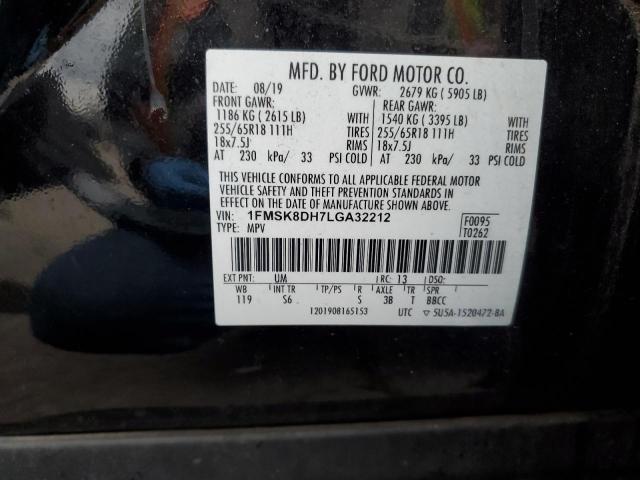 MFD. BY FORD MOTOR CO.
DATE: 08/19 GVWR: 2679 KG ( 5905 LB)
FRONT GAWR: REAR GAWR:
1186 KG ( 2615 LB) WITH 1540 KG ( 3395 LB) WITH
255/65R18 111H TIRES 255/65R18 111H TIRES
18x7.5J RIMS 18x7.5J RIMS
AT 230 kPa/ 33 PSI COLD AT 230 kPa/ 33 PSI COLD
THIS VEHICLE CONFORMS TO ALL APPLICABLE FEDERAL MOTOR
VEHICLE SAFETY AND THEFT PREVENTION STANDARDS IN
EFFECT ON THE DATE OF MANUFACTURE SHOWN ABOVE.
VIN: 1FMSK8DH7LGA32212 F0095
TYPE: MPV T0262
EXT PNT: UM RC: 13 DSO:
WB INT TR TP/PS R AXLE TR SPR
119 S6 S 3B T BBCC
1201908165153 UTC ▽ 5U5A-1520472-BA